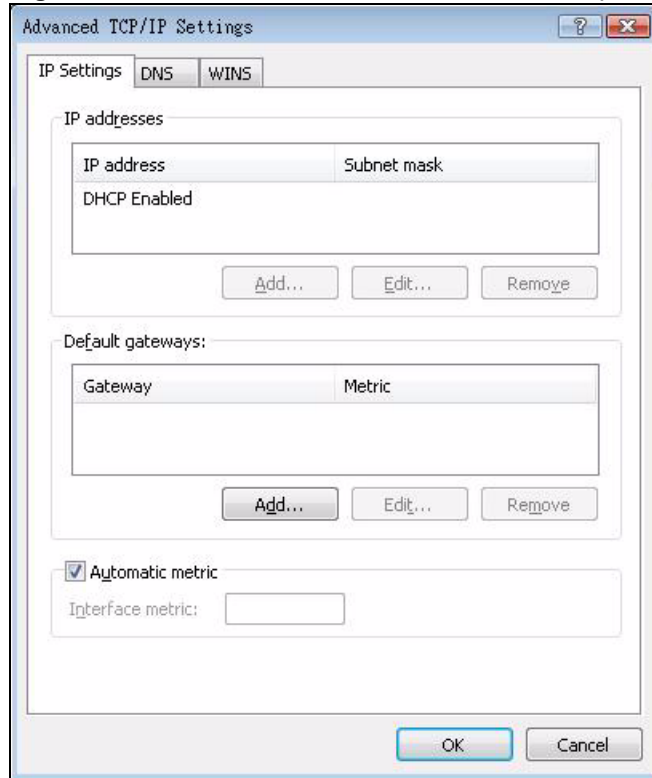 Advanced TCP/IP Settings
IP Settings DNS WINS
IP addresses
IP address Subnet mask
DHCP Enabled
Add... Edit... Remove
Default gateways:
Gateway Metric
Add... Edit... Remove
Automatic metric
Interface metric:
OK Cancel